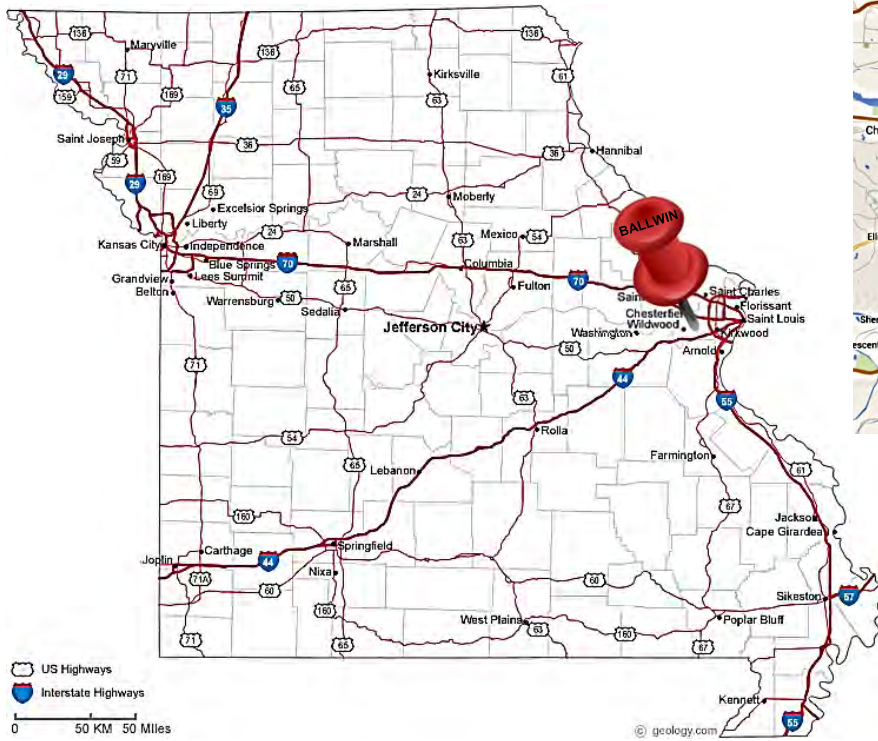 136
Maryville
136
29
71
169
159
35
65
Kirksville
63
61
Saint Joseph
36
36
Hannibal
59
169
29
69
24
Moberly
Excelsior Springs
Liberty
24
Marshall
63
Mexico
54
BALLWIN
Kansas City
Independence
70
Blue Springs
Columbia
70
Grandview
Lees Summit
Fulton
Belton
Warrensburg
50
65
Sedalia
Jefferson City
Saint Charles
Florissant
Saint Louis
Wildwood
Kirkwood
Washington
50
Arnold
71
44
63
55
54
Rolla
65
Farmington
Lebanon
61
67
160
Jackson
Cape Girardeau
Springfield
Carthage
Joplin
44
71A
Nixa
60
60
160
Sikeston
57
West Plains
63
160
Poplar Bluff
71
65
67
US Highways
Interstate Highways
Kennett
55
0 50 KM 50 Miles
© geology.com